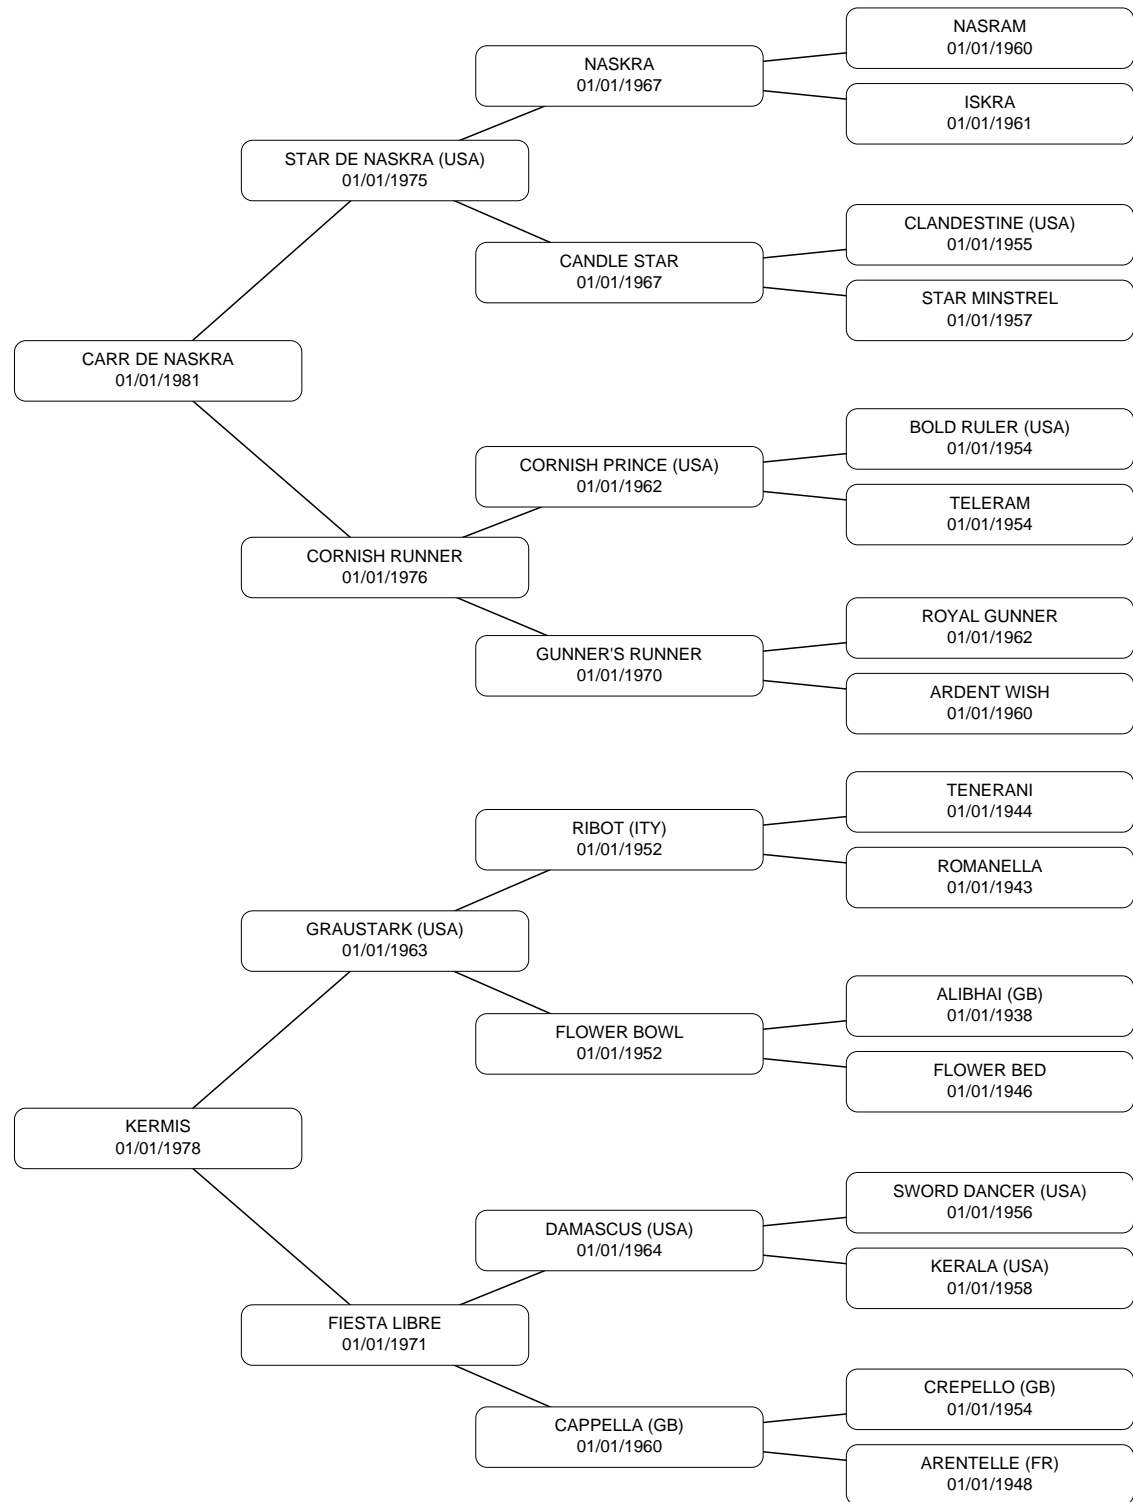 NASRAM
01/01/1960
NASKRA
01/01/1967
ISKRA
01/01/1961
STAR DE NASKRA (USA)
01/01/1975
CLANDESTINE (USA)
01/01/1955
CANDLE STAR
01/01/1967
STAR MINSTREL
01/01/1957
CARR DE NASKRA
01/01/1981
BOLD RULER (USA)
01/01/1954
CORNISH PRINCE (USA)
01/01/1962
TELERAM
01/01/1954
CORNISH RUNNER
01/01/1976
ROYAL GUNNER
01/01/1962
GUNNER'S RUNNER
01/01/1970
ARDENT WISH
01/01/1960
TENERANI
01/01/1944
RIBOT (ITY)
01/01/1952
ROMANELLA
01/01/1943
GRAUSTARK (USA)
01/01/1963
ALIBHAI (GB)
01/01/1938
FLOWER BOWL
01/01/1952
FLOWER BED
01/01/1946
KERMIS
01/01/1978
SWORD DANCER (USA)
01/01/1956
DAMASCUS (USA)
01/01/1964
KERALA (USA)
01/01/1958
FIESTA LIBRE
01/01/1971
CREPELLO (GB)
01/01/1954
CAPPELLA (GB)
01/01/1960
ARENTELLE (FR)
01/01/1948